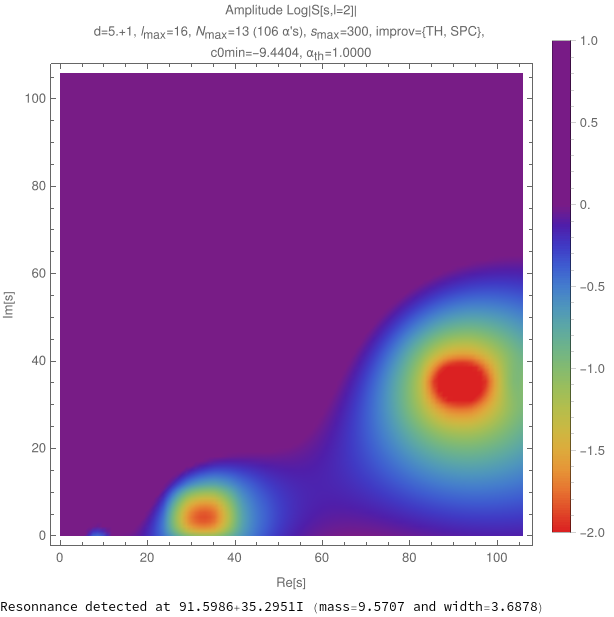 Amplitude Log|S[s,l=2]|
d=5.+1, lmax=16, Nmax=13 (106 α's), smax=300, improv={TH, SPC},
c0min=−9.4404, αth=1.0000
1.0
0.5
0.
−0.5
−1.0
−1.5
−2.0
100
80
60
40
20
0
Im[s]
0 20 40 60 80 100
Re[s]
Resonnance detected at 91.5986+35.2951I (mass=9.5707 and width=3.6878)